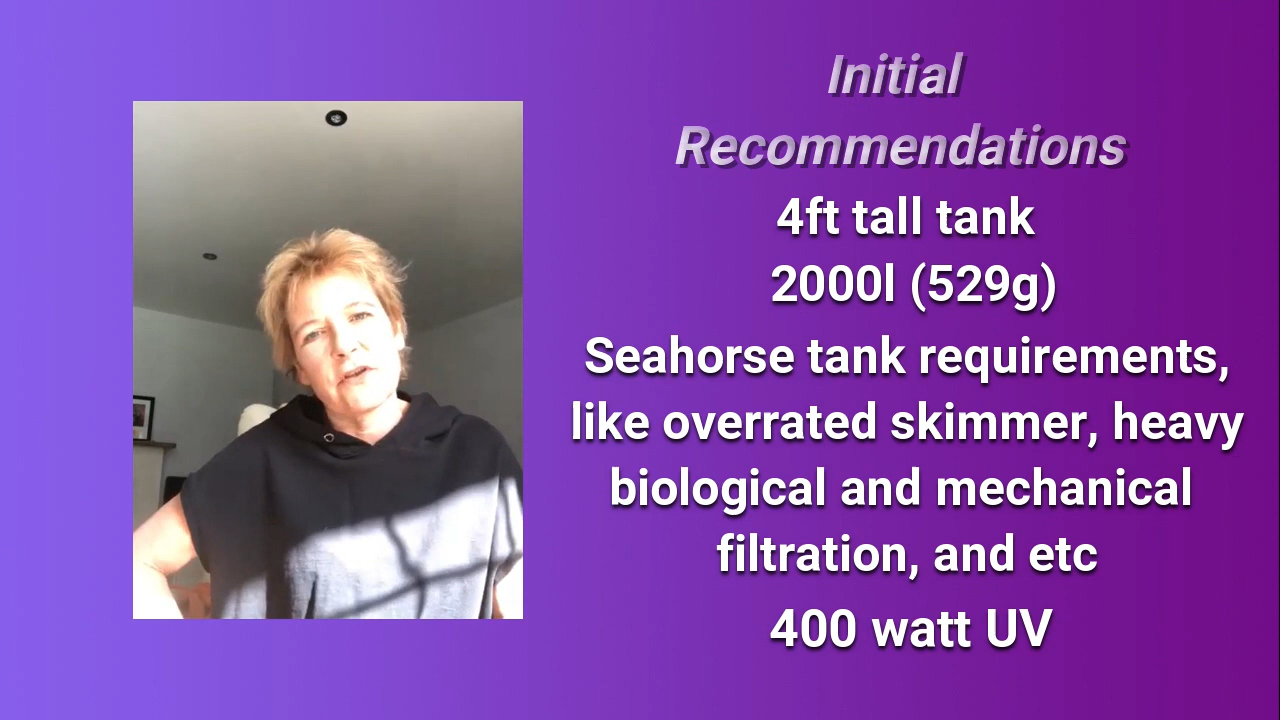 Initial
Recommendations
4ft tall tank
2000l (529g)
Seahorse tank requirements,
like overrated skimmer, heavy
biological and mechanical
filtration, and etc
400 watt UV